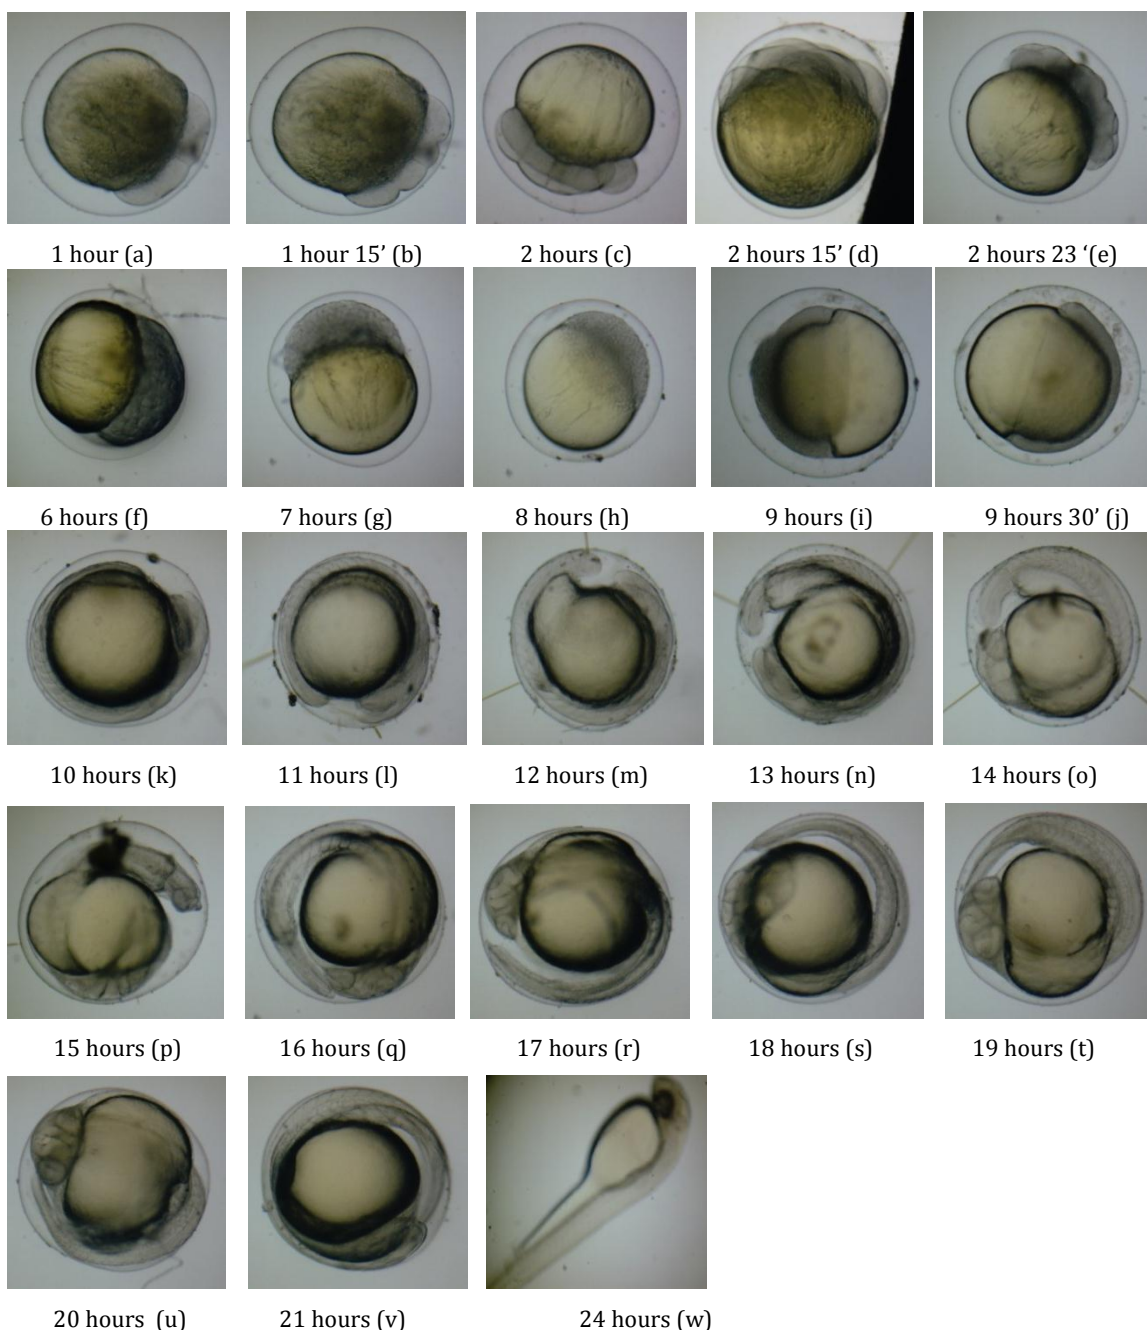 1 hour (a) 1 hour 15’ (b) 2 hours (c) 2 hours 15’ (d) 2 hours 23 ‘(e)
6 hours (f) 7 hours (g) 8 hours (h) 9 hours (i) 9 hours 30’ (j)
10 hours (k) 11 hours (l) 12 hours (m) 13 hours (n) 14 hours (o)
15 hours (p) 16 hours (q) 17 hours (r) 18 hours (s) 19 hours (t)
20 hours (u) 21 hours (v) 24 hours (w)